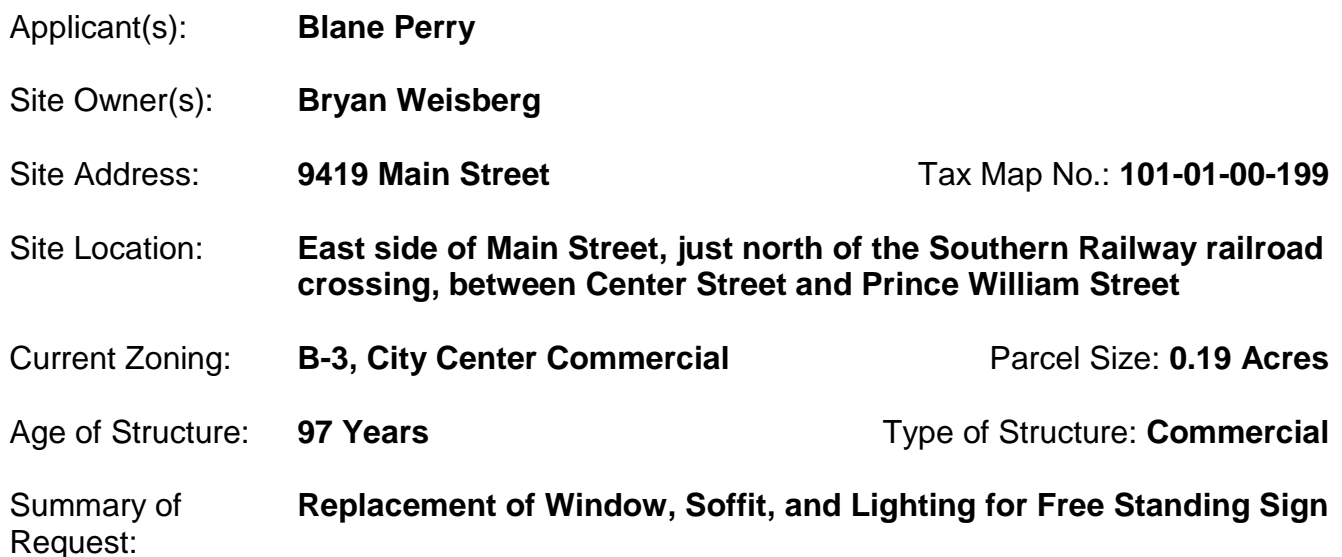 Applicant(s): Blane Perry
Site Owner(s): Bryan Weisberg
Site Address: 9419 Main Street Tax Map No.: 101-01-00-199
Site Location: East side of Main Street, just north of the Southern Railway railroad
crossing, between Center Street and Prince William Street
Current Zoning: B-3, City Center Commercial Parcel Size: 0.19 Acres
Age of Structure: 97 Years Type of Structure: Commercial
Summary of Replacement of Window, Soffit, and Lighting for Free Standing Sign
Request: